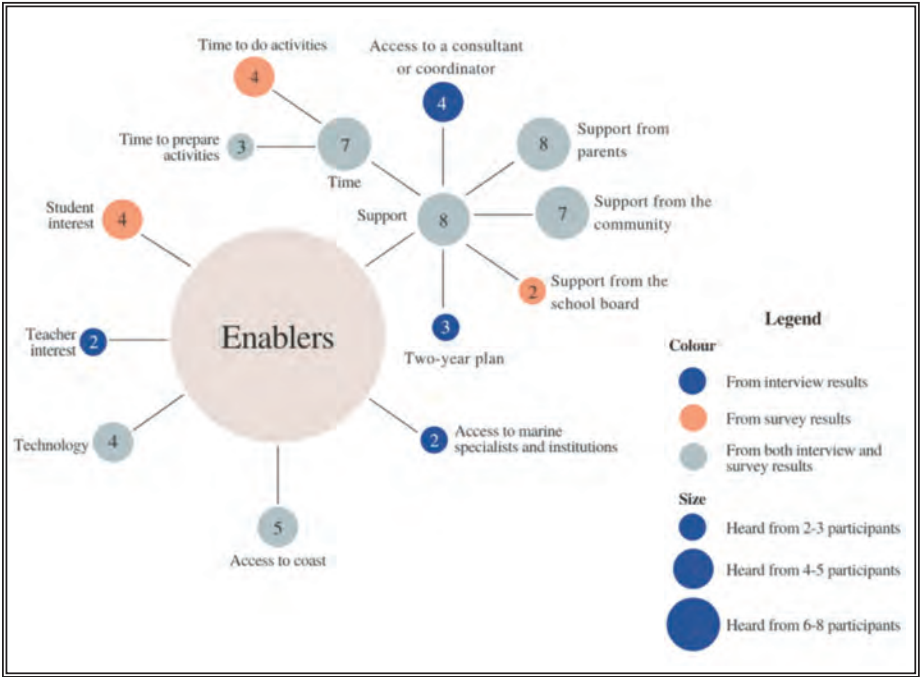 Time to do activities
4
Access to a consultant
or coordinator
4
Time to prepare
activities
3
7
Time
8
Support from
parents
Student
interest
4
Support
8
7
Support from the
community
2
Support from the
school board
Enablers
Teacher
interest
2
3
Two-year plan
Technology
4
2
Access to marine
specialists and institutions
5
Access to coast
Legend
Colour
From interview results
From survey results
From both interview and
survey results
Size
Heard from 2-3 participants
Heard from 4-5 participants
Heard from 6-8 participants